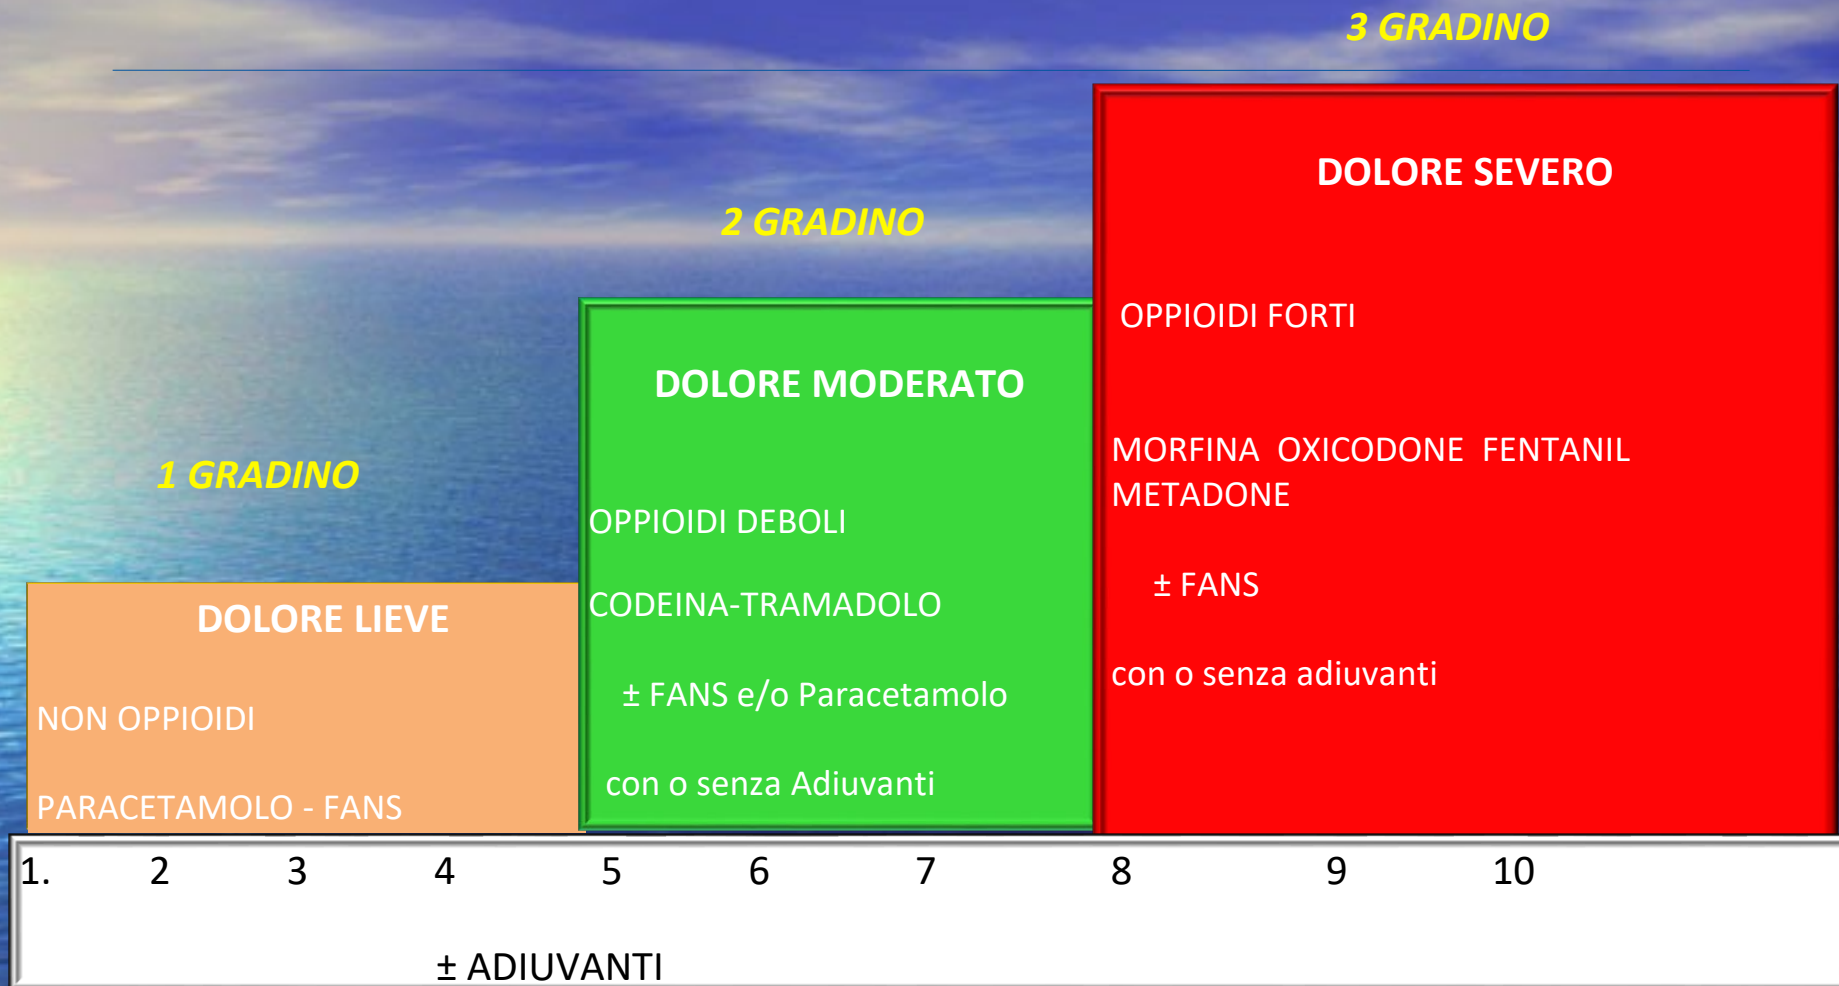 1 GRADINO
DOLORE LIEVE
NON OPPIOIDI
PARACETAMOLO - FANS
2 GRADINO
DOLORE MODERATO
OPPIOIDI DEBOLI
CODEINA-TRAMADOLO
± FANS e/o Paracetamolo
con o senza Adiuvanti
3 GRADINO
DOLORE SEVERO
OPPIOIDI FORTI
MORFINA OXICODONE FENTANIL
METADONE
± FANS
con o senza adiuvanti
1. 2 3 4 5 6 7 8 9 10
± ADIUVANTI